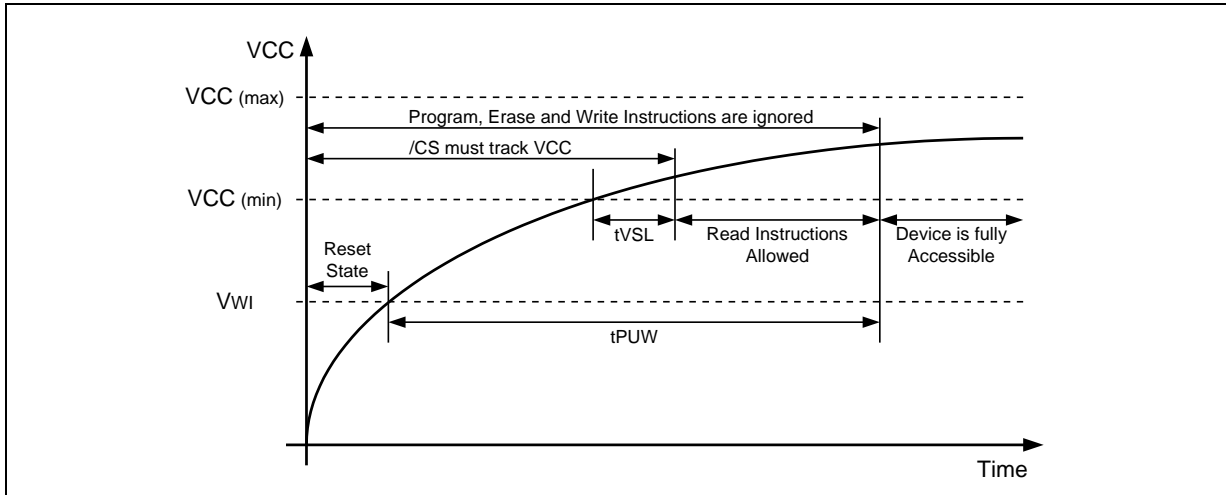 VCC
VCC (max)
Program, Erase and Write Instructions are ignored
/CS must track VCC
VCC (min)
tVSL
Read Instructions
Allowed
Device is fully
Accessible
Reset
State
VWI
tPUW
Time